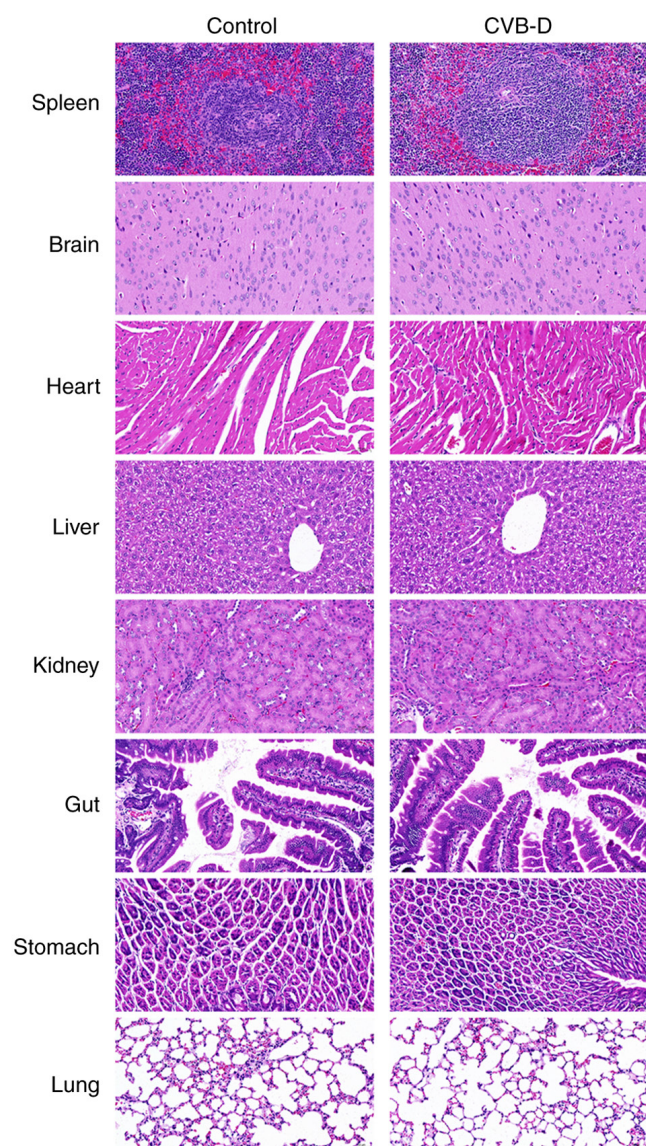 Control CVB-D
Spleen
Brain
Heart
Liver
Kidney
Gut
Stomach
Lung